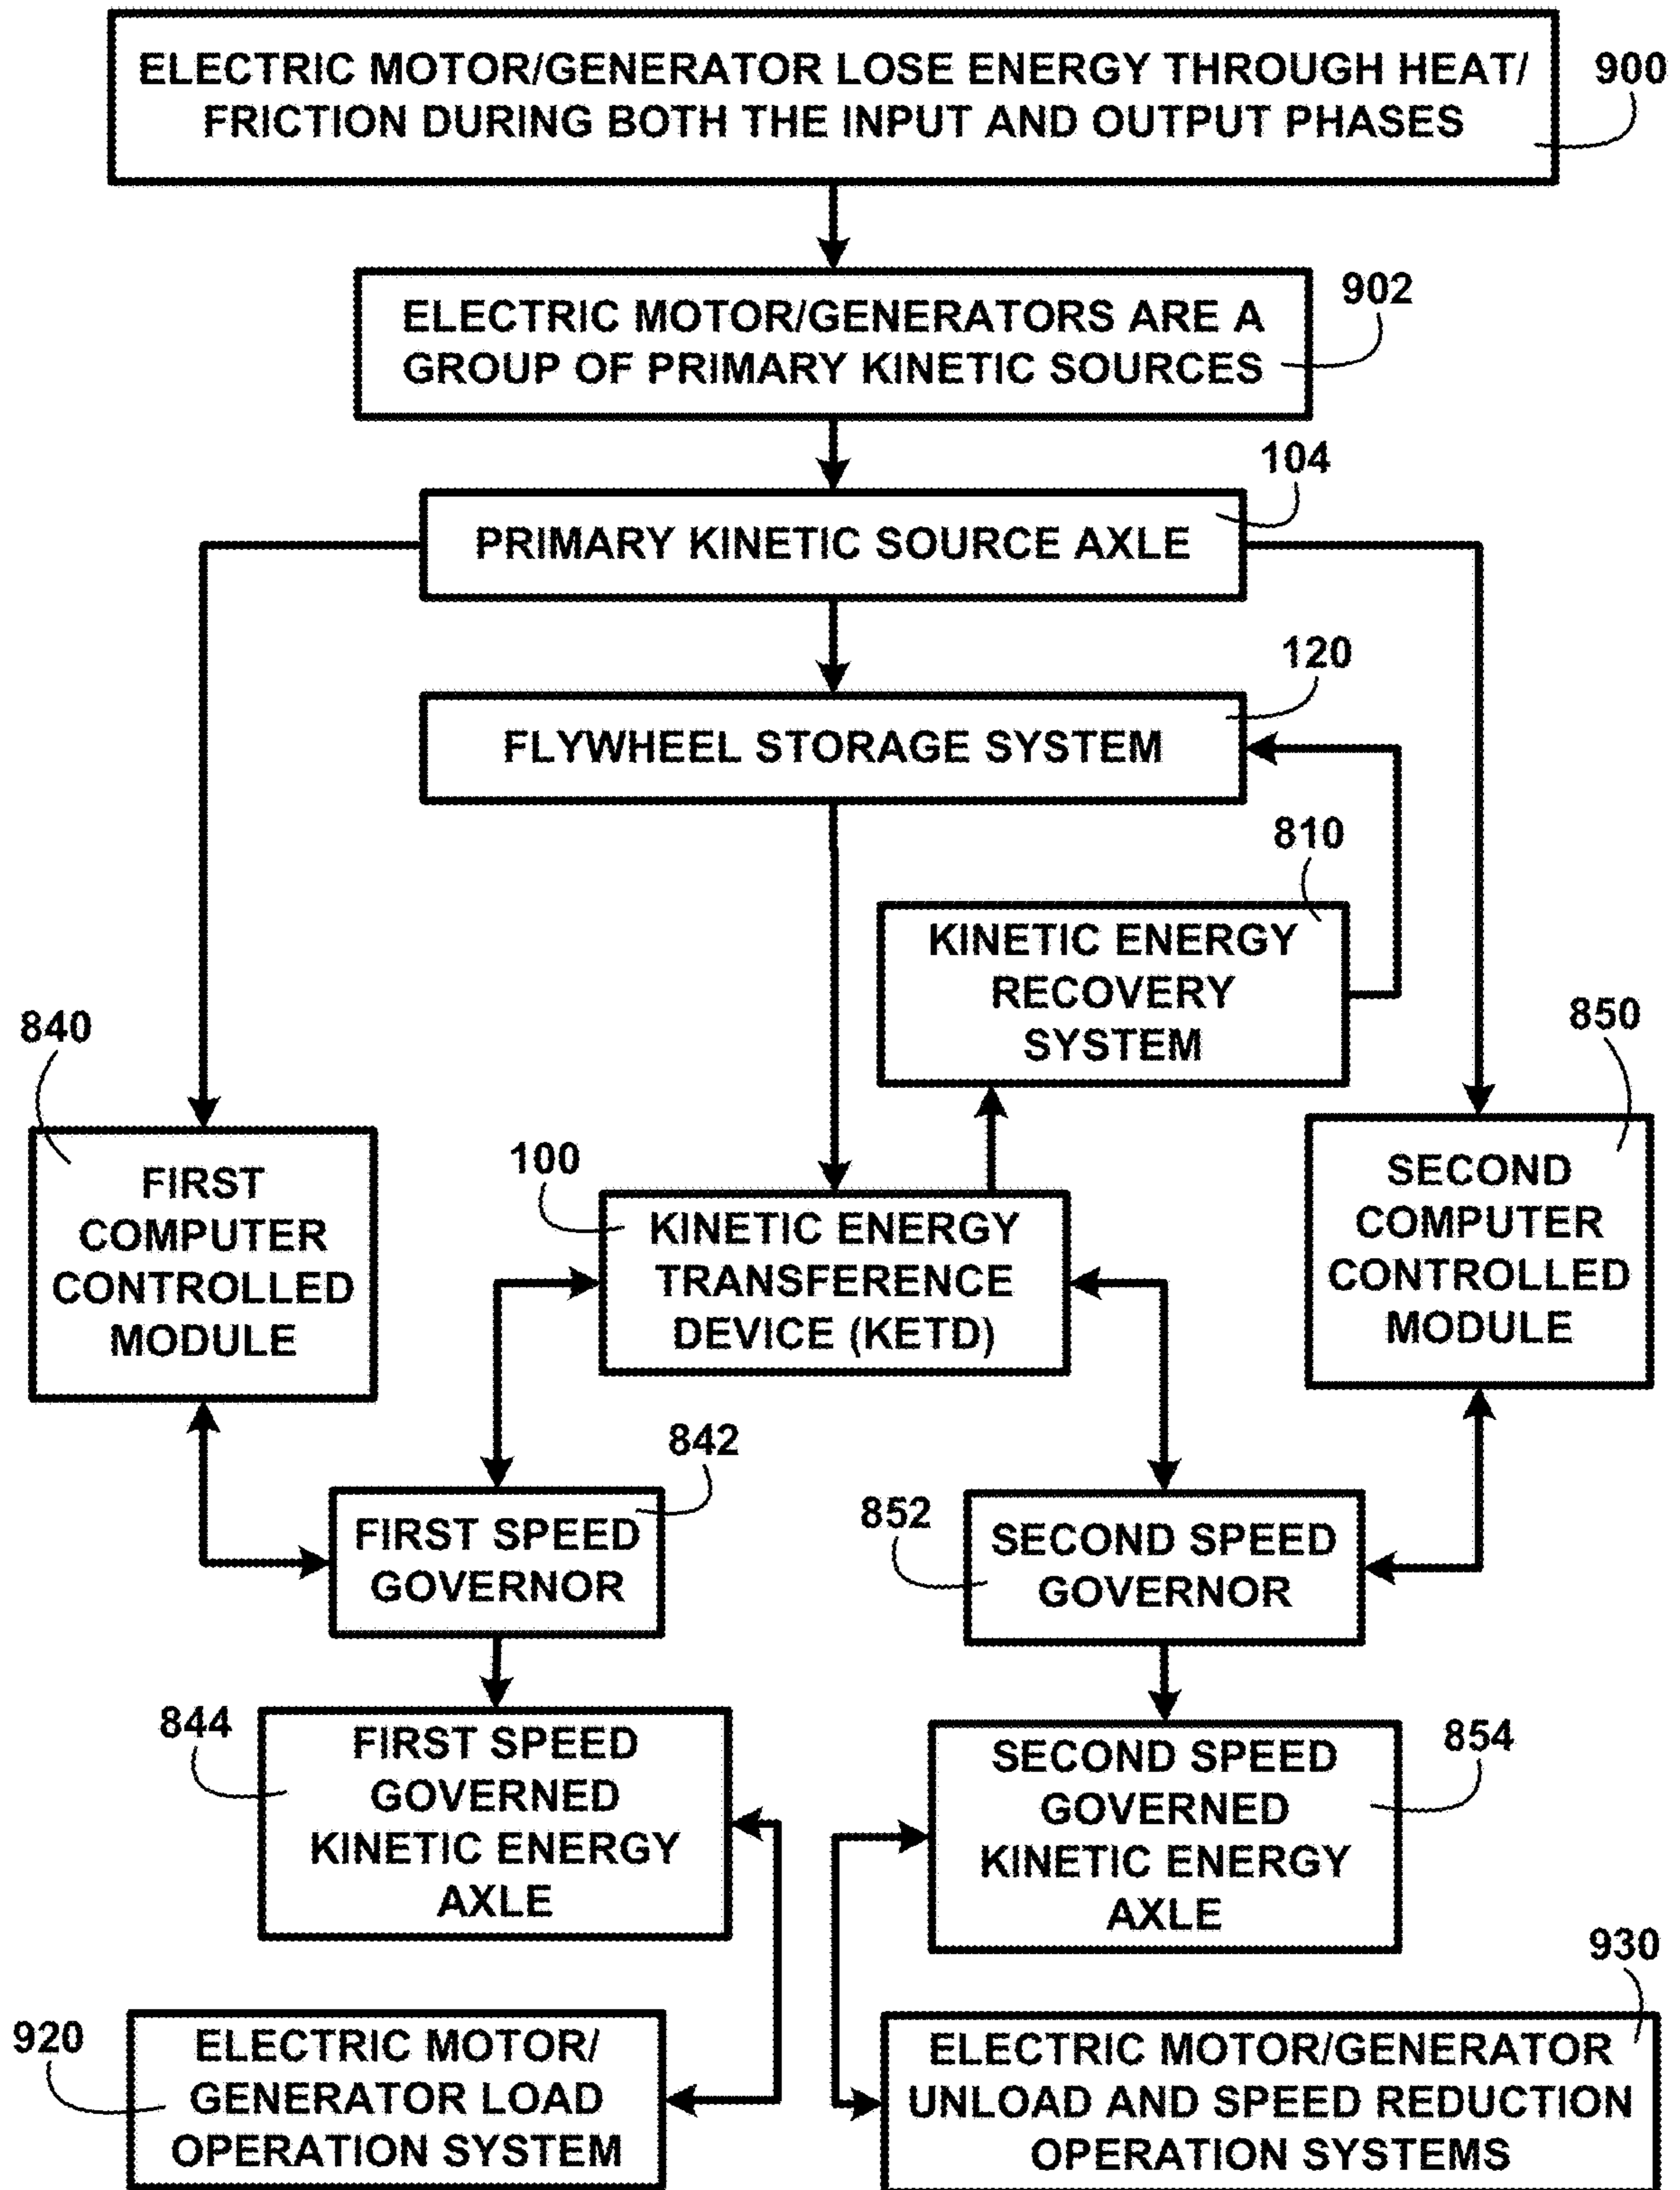 ELECTRIC MOTOR/GENERATOR LOSE ENERGY THROUGH HEAT/
FRICTION DURING BOTH THE INPUT AND OUTPUT PHASES
900
902
ELECTRIC MOTOR/GENERATORS ARE A
GROUP OF PRIMARY KINETIC SOURCES
104
PRIMARY KINETIC SOURCE AXLE
120
FLYWHEEL STORAGE SYSTEM
810
KINETIC ENERGY
RECOVERY
SYSTEM
840
FIRST
COMPUTER
CONTROLLED
MODULE
100
KINETIC ENERGY
TRANSFERENCE
DEVICE (KETD)
850
SECOND
COMPUTER
CONTROLLED
MODULE
842
FIRST SPEED
GOVERNOR
852
SECOND SPEED
GOVERNOR
844
FIRST SPEED
GOVERNED
KINETIC ENERGY
AXLE
854
SECOND SPEED
GOVERNED
KINETIC ENERGY
AXLE
920
ELECTRIC MOTOR/
GENERATOR LOAD
OPERATION SYSTEM
930
ELECTRIC MOTOR/GENERATOR
UNLOAD AND SPEED REDUCTION
OPERATION SYSTEMS